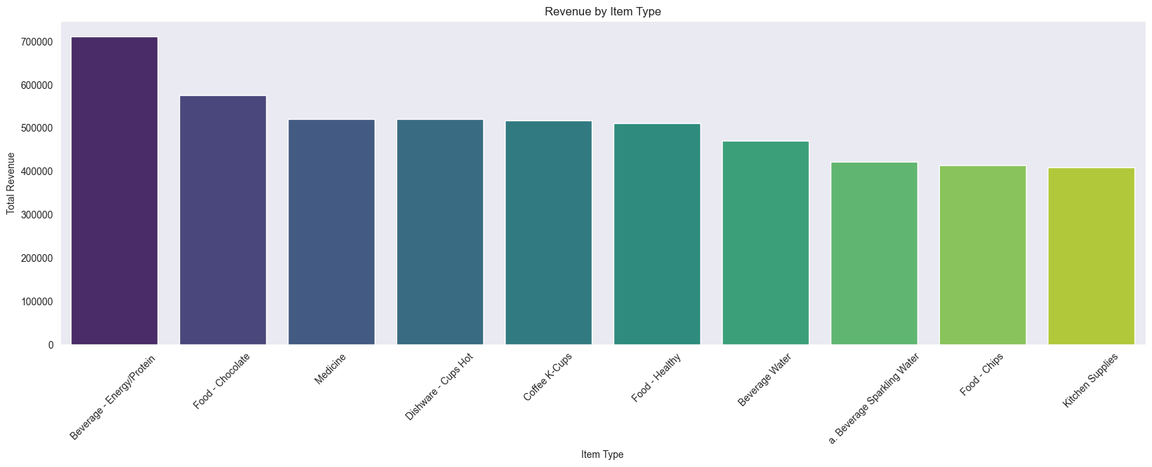 Revenue by Item Type
Total Revenue
700000
600000
500000
400000
300000
200000
100000
0
Beverage - Energy/Protein
Food - Chocolate
Medicine
Dishware - Cups Hot
Coffee K-Cups
Food - Healthy
Beverage Water
a. Beverage Sparkling Water
Food - Chips
Kitchen Supplies
Item Type